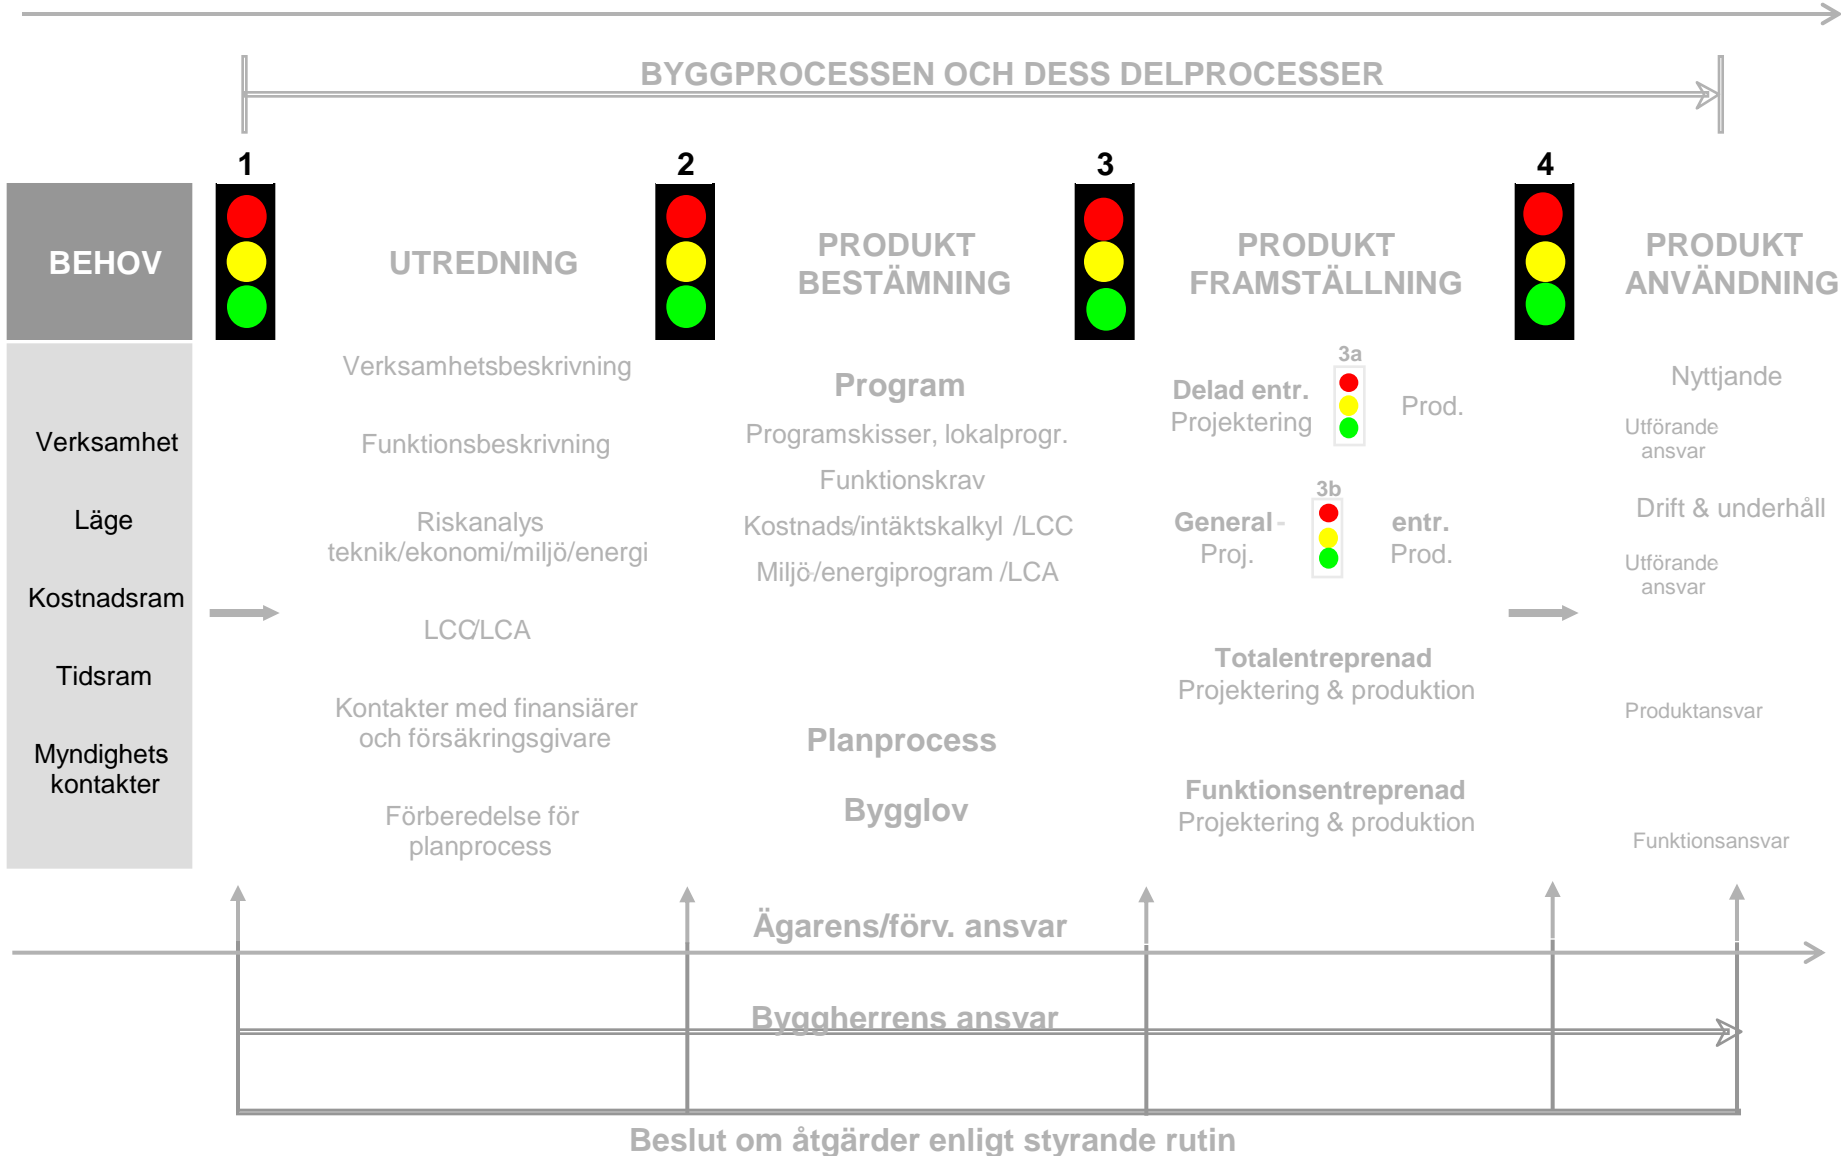 BYGGPROCESSEN OCH DESS DELPROCESSER
1
2
3
4
BEHOV
UTREDNING
PRODUKT-
BESTÄMNING
PRODUKT-
FRAMSTÄLLNING
PRODUKT-
ANVÄNDNING
Verksamhet
Läge
Kostnadsram
Tidsram
Myndighets
kontakter
Verksamhetsbeskrivning
Funktionsbeskrivning
Riskanalys
teknik/ekonomi/miljö/energi
LCC/LCA
Kontakter med finansiärer
och försäkringsgivare
Förberedelse för
planprocess
Program
Programskisser, lokalprogr.
Funktionskrav
Kostnads/intäktskalkyl /LCC
Miljö-/energiprogram /LCA
Planprocess
Bygglov
3a
Delad entr.
Projektering
Prod.
3b
General- entr.
Proj. Prod.
Totalentreprenad
Projektering & produktion
Funktionsentreprenad
Projektering & produktion
Nyttjande
Utförande
ansvar
Drift & underhåll
Utförande
ansvar
Produktansvar
Funktionsansvar
Ägarens/förv. ansvar
Byggherrens ansvar
Beslut om åtgärder enligt styrande rutin